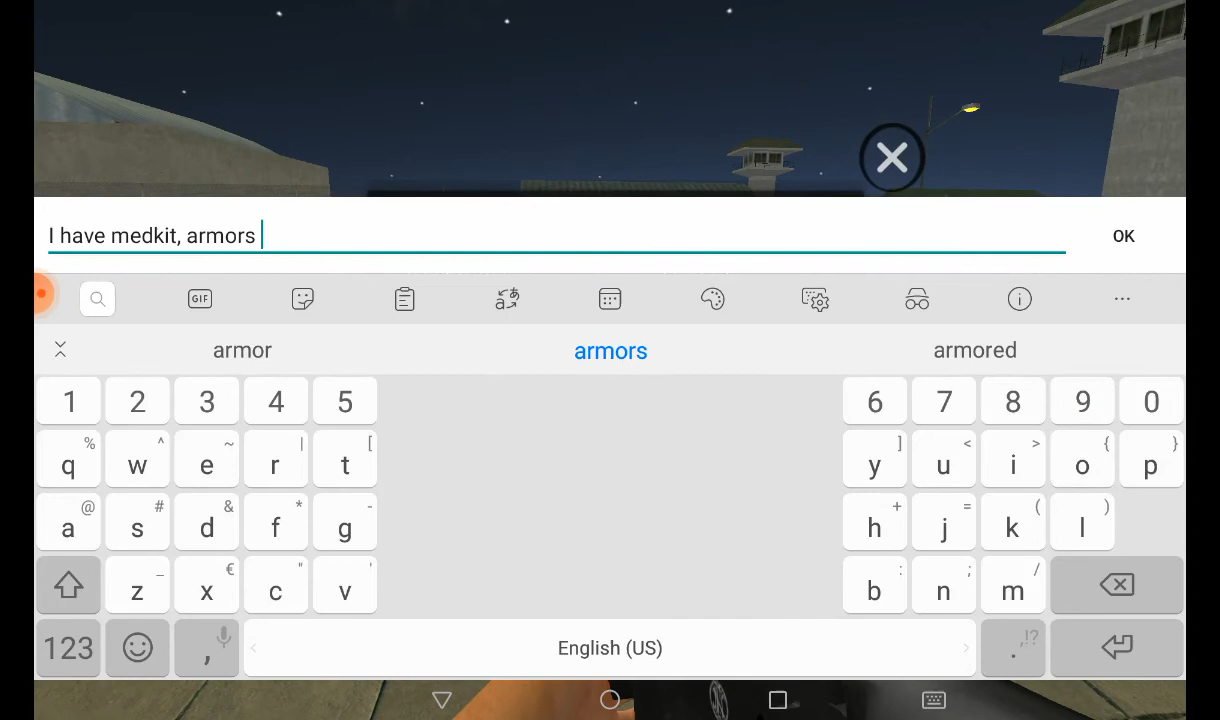 I have medkit, armors
OK
GIF
armor armors armored
1 2 3 4 5 6 7 8 9 0
% ^ ~ | [ ] < > { }
q w e r t y u i o p
@ # & * - + = ( )
a s d f g h j k l
_ € " ' : ; /
z x c v b n m
123 , English (US) . ,!?